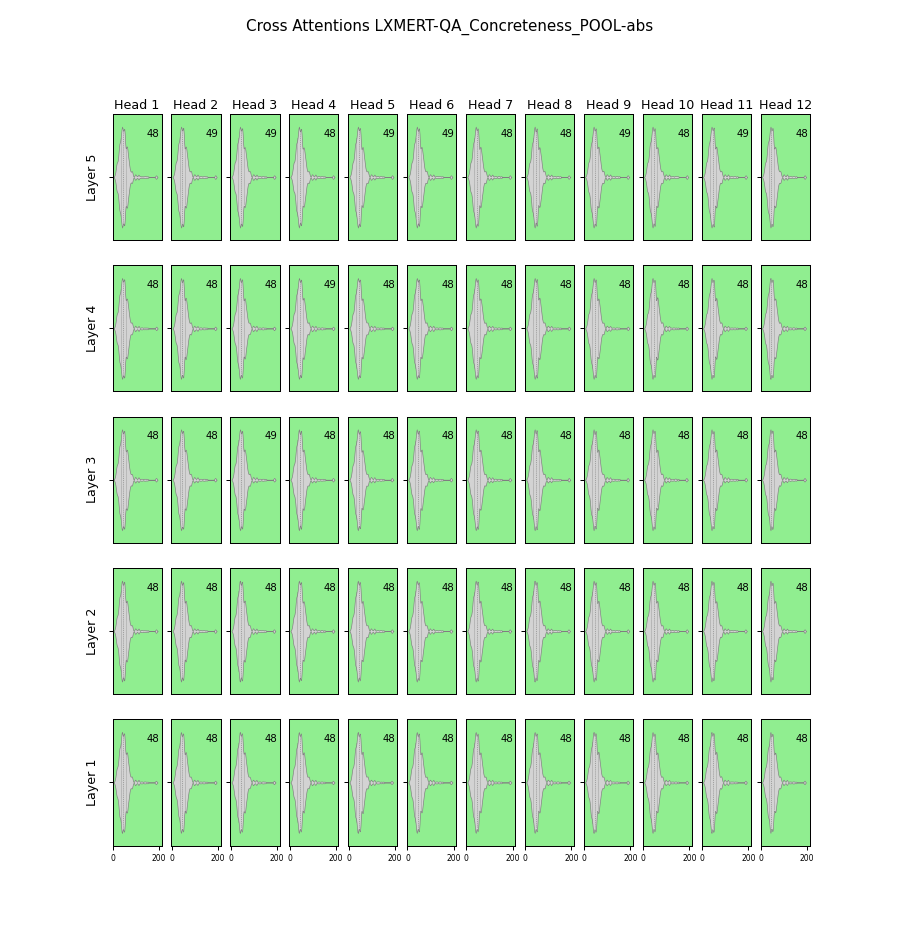 Cross Attentions LXMERT-QA_Concreteness_POOL-abs
Head 1 Head 2 Head 3 Head 4 Head 5 Head 6 Head 7 Head 8 Head 9 Head 10 Head 11 Head 12
Layer 5
48 49 49 48 49 49 48 48 49 48 49 48
Layer 4
48 48 48 49 48 48 48 48 48 48 48 48
Layer 3
48 48 49 48 48 48 48 48 48 48 48 48
Layer 2
48 48 48 48 48 48 48 48 48 48 48 48
Layer 1
48 48 48 48 48 48 48 48 48 48 48 48
0 200 0 200 0 200 0 200 0 200 0 200 0 200 0 200 0 200 0 200 0 200 0 200